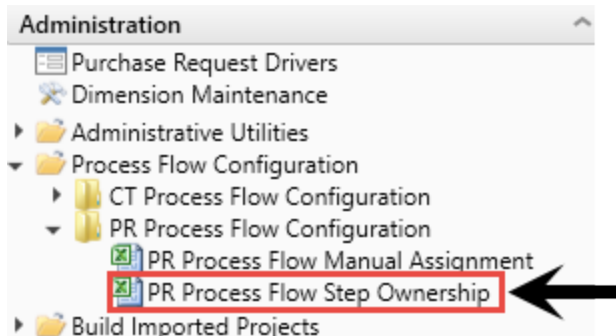 Administration
Purchase Request Drivers
Dimension Maintenance
Administrative Utilities
Process Flow Configuration
CT Process Flow Configuration
PR Process Flow Configuration
PR Process Flow Manual Assignment
PR Process Flow Step Ownership
Build Imported Projects